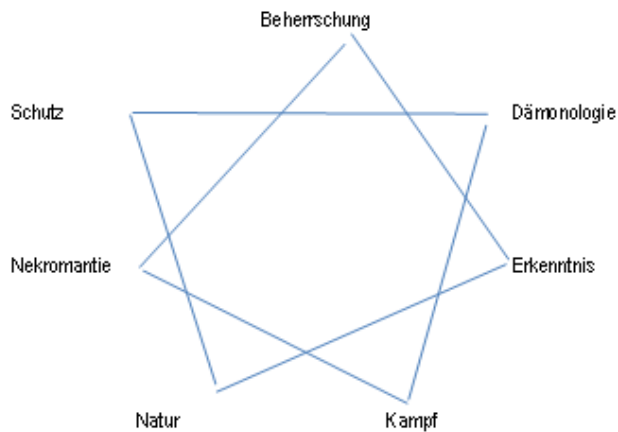 Beherrschung
Schutz
Dämonologie
Nekromantie
Erkenntnis
Natur
Kampf